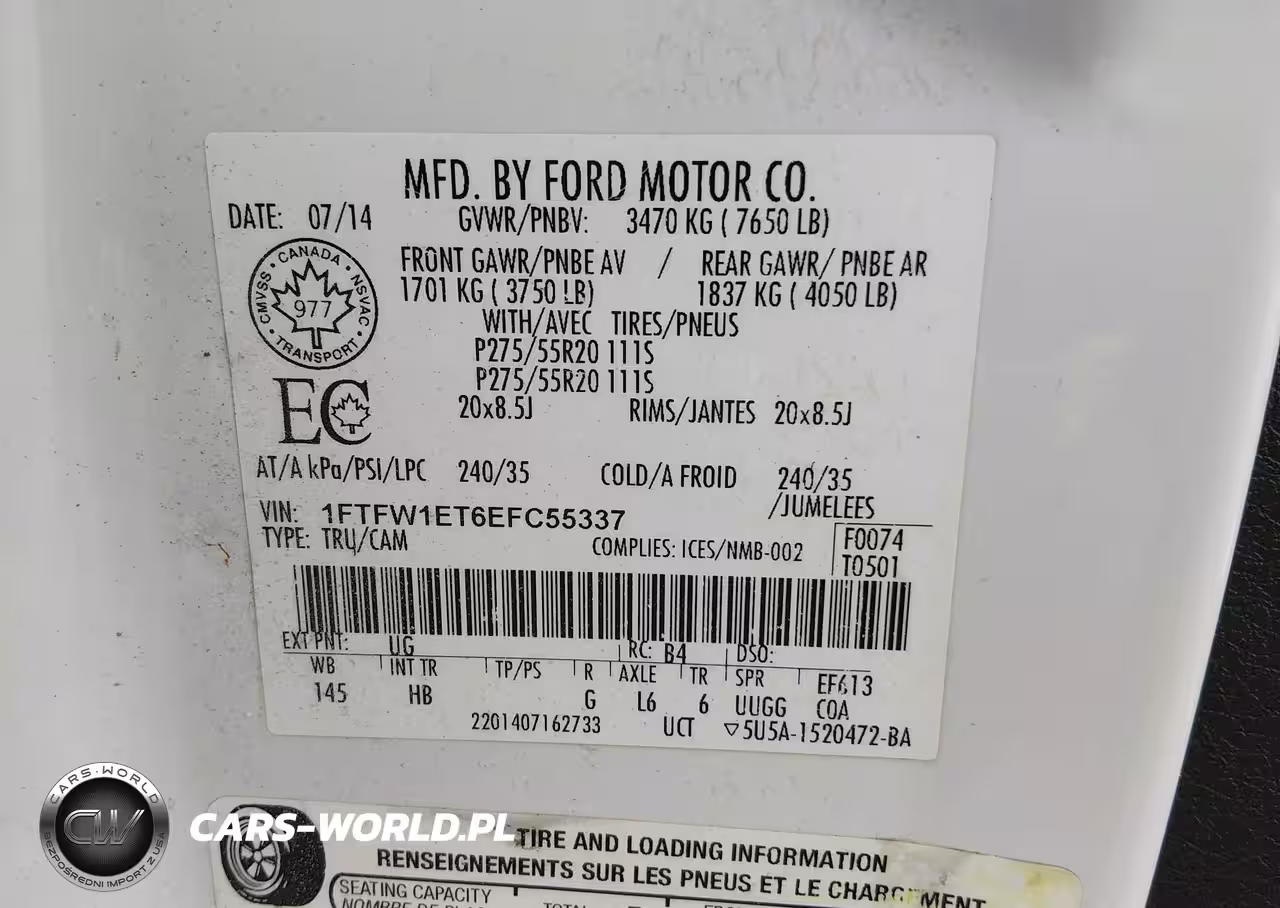 MFD. BY FORD MOTOR CO.
DATE: 07/14 GVWR/PNBV: 3470 KG ( 7650 LB)
FRONT GAWR/PNBE AV / REAR GAWR/ PNBE AR
1701 KG ( 3750 LB) 1837 KG ( 4050 LB)
WITH/AVEC TIRES/PNEUS
P275/55R20 111S
P275/55R20 111S
20x8.5J RIMS/JANTES 20x8.5J
CANADA
CMVSS NSVAC
977
TRANSPORT
EC
AT/A kPa/PSI/LPC 240/35 COLD/A FROID 240/35
/JUMELEES
VIN: 1FTFW1ET6EFC55337
TYPE: TRU/CAM COMPLIES: ICES/NMB-002
F0074
T0501
EXT PNT: UG RC: B4 DSO:
WB INT TR TP/PS R AXLE TR SPR EF613
145 HB G L6 6 UUGG COA
2201407162733 UCT ▽5U5A-1520472-BA
CARS-WORLD
CW
BEZPOŚREDNI IMPORT Z USA
CARS-WORLD.PL
TIRE AND LOADING INFORMATION
RENSEIGNEMENTS SUR LES PNEUS ET LE CHARGEMENT
SEATING CAPACITY